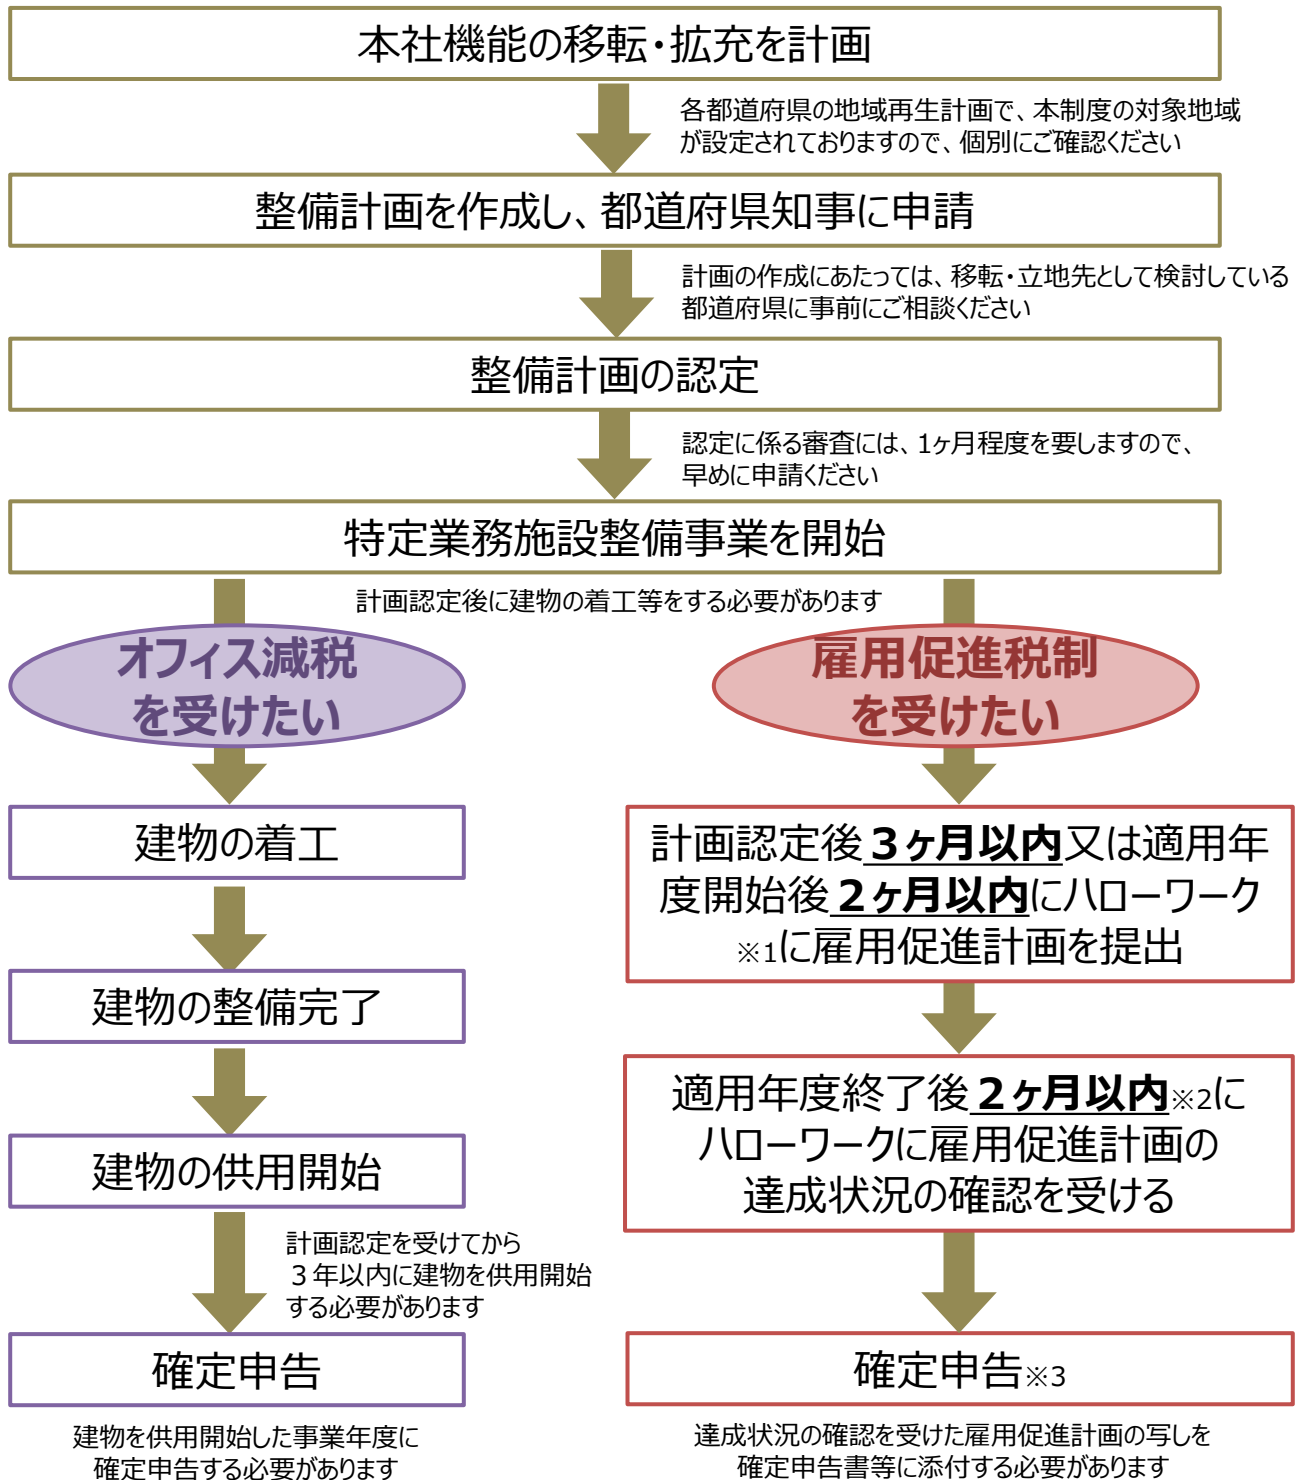 本社機能の移転・拡充を計画
各都道府県の地域再生計画で、本制度の対象地域
が設定されておりますので、個別にご確認ください
整備計画を作成し、都道府県知事に申請
計画の作成にあたっては、移転・立地先として検討している
都道府県に事前にご相談ください
整備計画の認定
認定に係る審査には、1ヶ月程度を要しますので、
早めに申請ください
特定業務施設整備事業を開始
計画認定後に建物の着工等をする必要があります
オフィス減税
を受けたい
建物の着工
建物の整備完了
建物の供用開始
計画認定を受けてから
３年以内に建物を供用開始
する必要があります
確定申告
建物を供用開始した事業年度に
確定申告する必要があります
雇用促進税制
を受けたい
計画認定後３ヶ月以内又は適用年
度開始後２ヶ月以内にハローワーク
※1に雇用促進計画を提出
適用年度終了後２ヶ月以内※2に
ハローワークに雇用促進計画の
達成状況の確認を受ける
確定申告※3
達成状況の確認を受けた雇用促進計画の写しを
確定申告書等に添付する必要があります